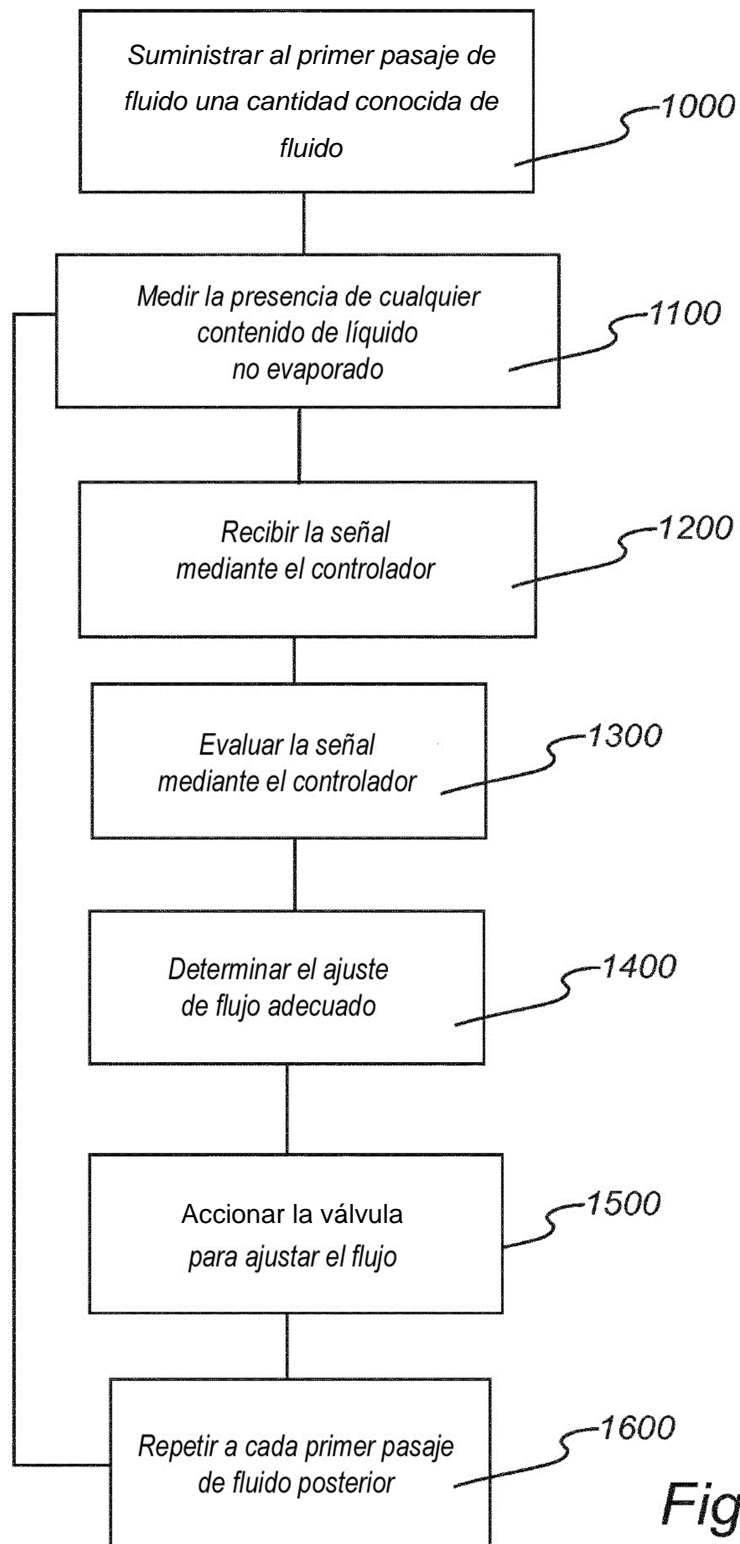 Suministrar al primer pasaje de
fluido una cantidad conocida de
fluido
1000
Medir la presencia de cualquier
contenido de líquido
no evaporado
1100
Recibir la señal
mediante el controlador
1200
Evaluar la señal
mediante el controlador
1300
Determinar el ajuste
de flujo adecuado
1400
Accionar la válvula
para ajustar el flujo
1500
Repetir a cada primer pasaje
de fluido posterior
1600
Fig